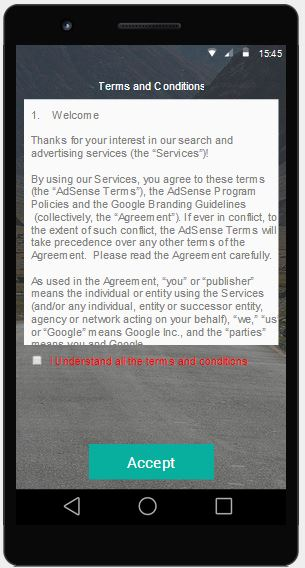 15:45
Terms and Conditions
1. Welcome
Thanks for your interest in our search and
advertising services (the “Services”)!
By using our Services, you agree to these terms
(the “AdSense Terms”), the AdSense Program
Policies and the Google Branding Guidelines
(collectively, the “Agreement”). If ever in conflict, to
the extent of such conflict, the AdSense Terms will
take precedence over any other terms of the
Agreement. Please read the Agreement carefully.
As used in the Agreement, “you” or “publisher”
means the individual or entity using the Services
(and/or any individual, entity or successor entity,
agency or network acting on your behalf), “we,” “us”
or “Google” means Google Inc., and the “parties”
means you and Google.
I Understand all the terms and conditions
Accept